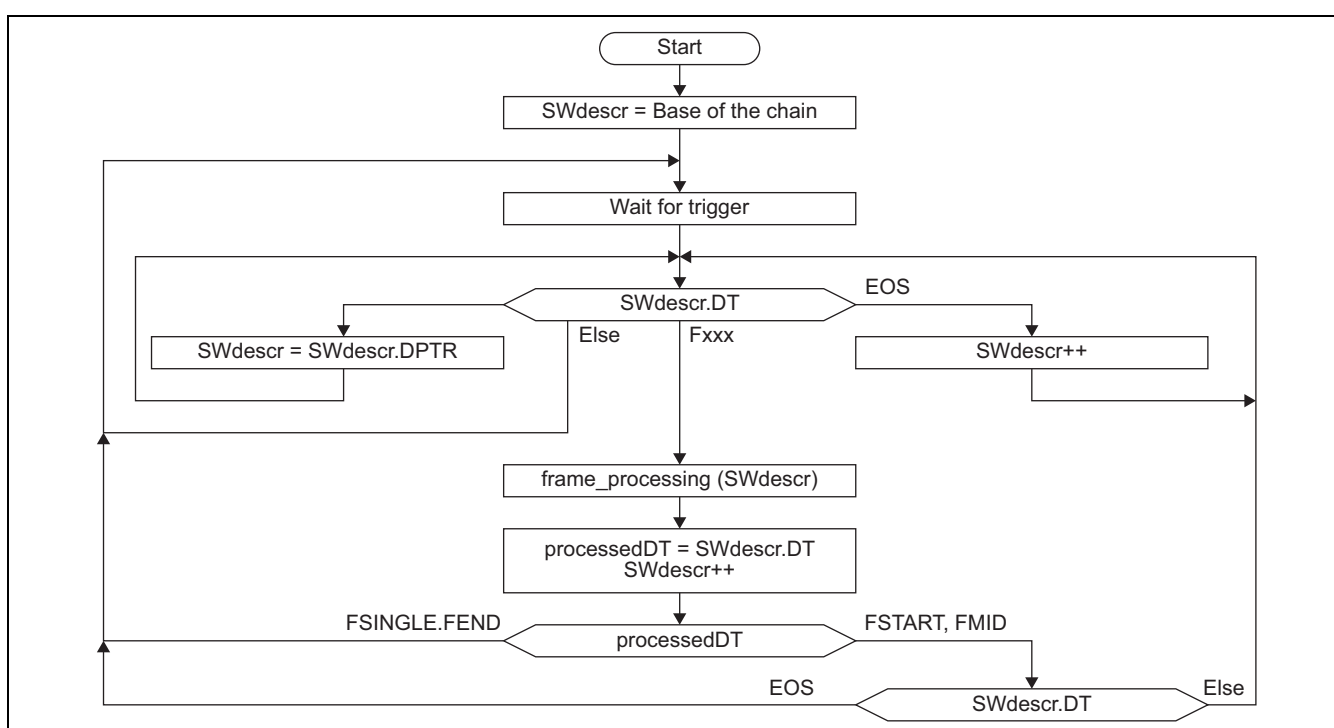 Start
SWdescr = Base of the chain
Wait for trigger
SWdescr.DT
EOS
Else
Fxxx
SWdescr = SWdescr.DPTR
SWdescr++
frame_processing (SWdescr)
processedDT = SWdescr.DT
SWdescr++
FSINGLE.FEND
processedDT
FSTART, FMID
EOS
SWdescr.DT
Else